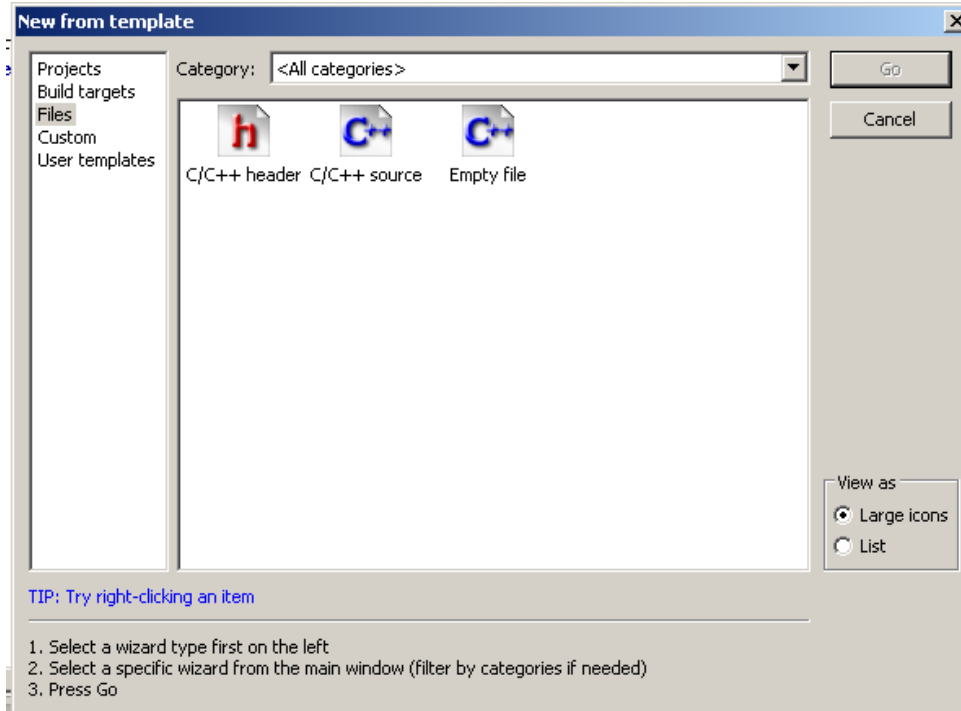 New from template
Projects
Build targets
Files
Custom
User templates
Category: <All categories>
h
C/C++ header
C++
C/C++ source
C++
Empty file
Go
Cancel
View as
Large icons
List
TIP: Try right-clicking an item
1. Select a wizard type first on the left
2. Select a specific wizard from the main window (filter by categories if needed)
3. Press Go